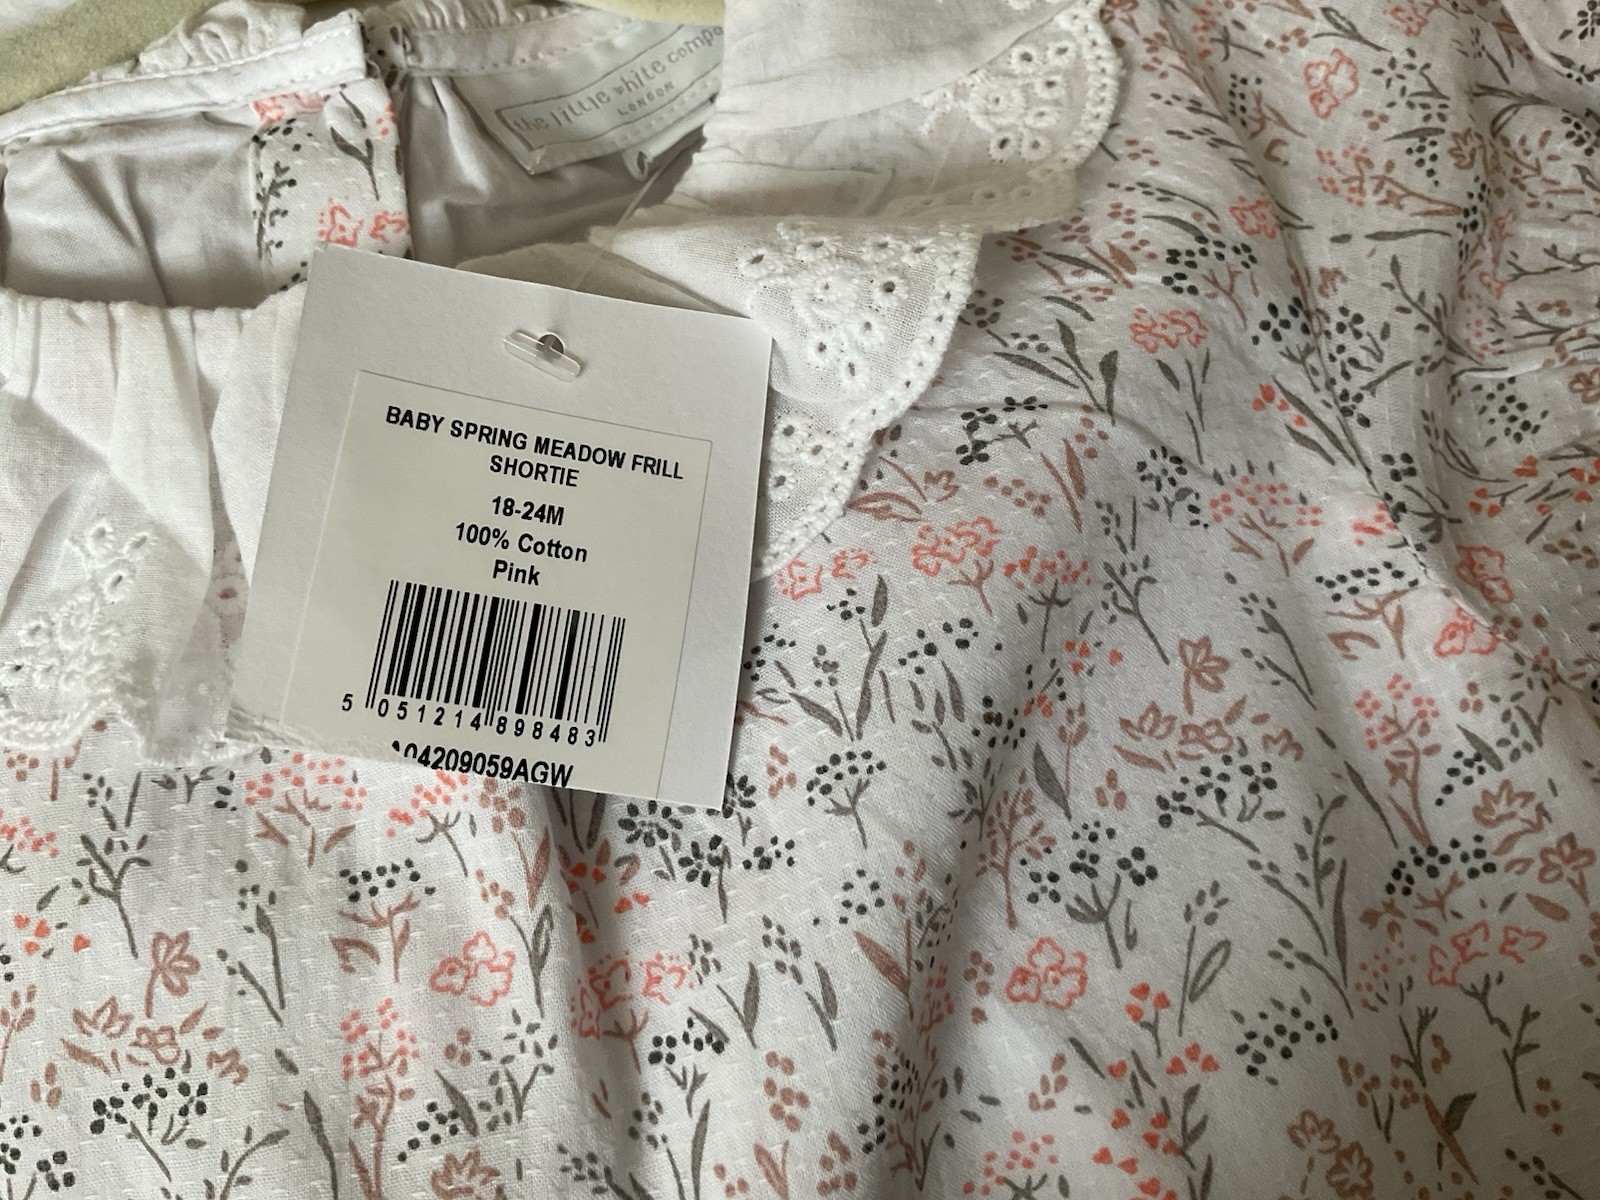 the little white compa
LONDON
BABY SPRING MEADOW FRILL
SHORTIE
18-24M
100% Cotton
Pink
5 051214 898483
A04209059AGW